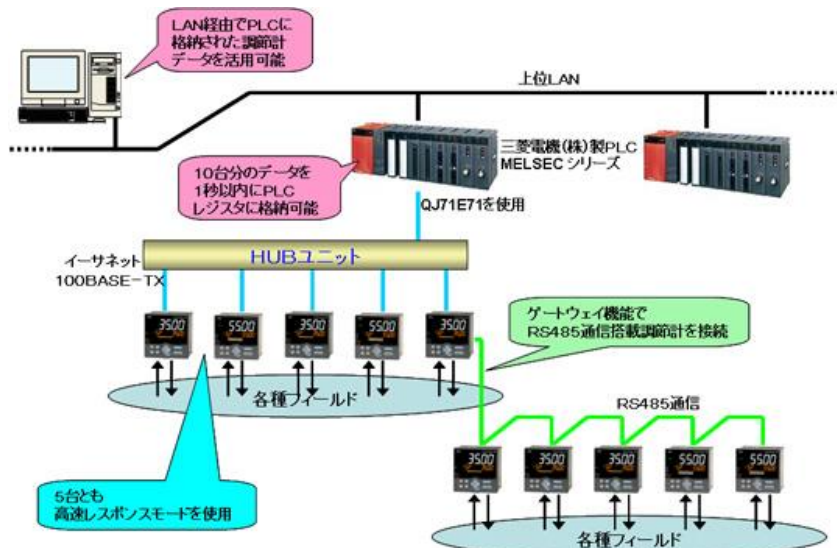 LAN経由でPLCに
格納された調節計
データを活用可能
上位LAN
三菱電機(株)製PLC
MELSECシリーズ
10台分のデータを
1秒以内にPLC
レジスタに格納可能
QJ71E71を使用
イーサネット
100BASE-TX
HUBユニット
3500
5500
3500
5500
3500
ゲートウェイ機能で
RS485通信搭載調節計を接続
各種フィールド
RS485通信
3500
3500
3500
5500
5500
5台とも
高速レスポンスモードを使用
各種フィールド